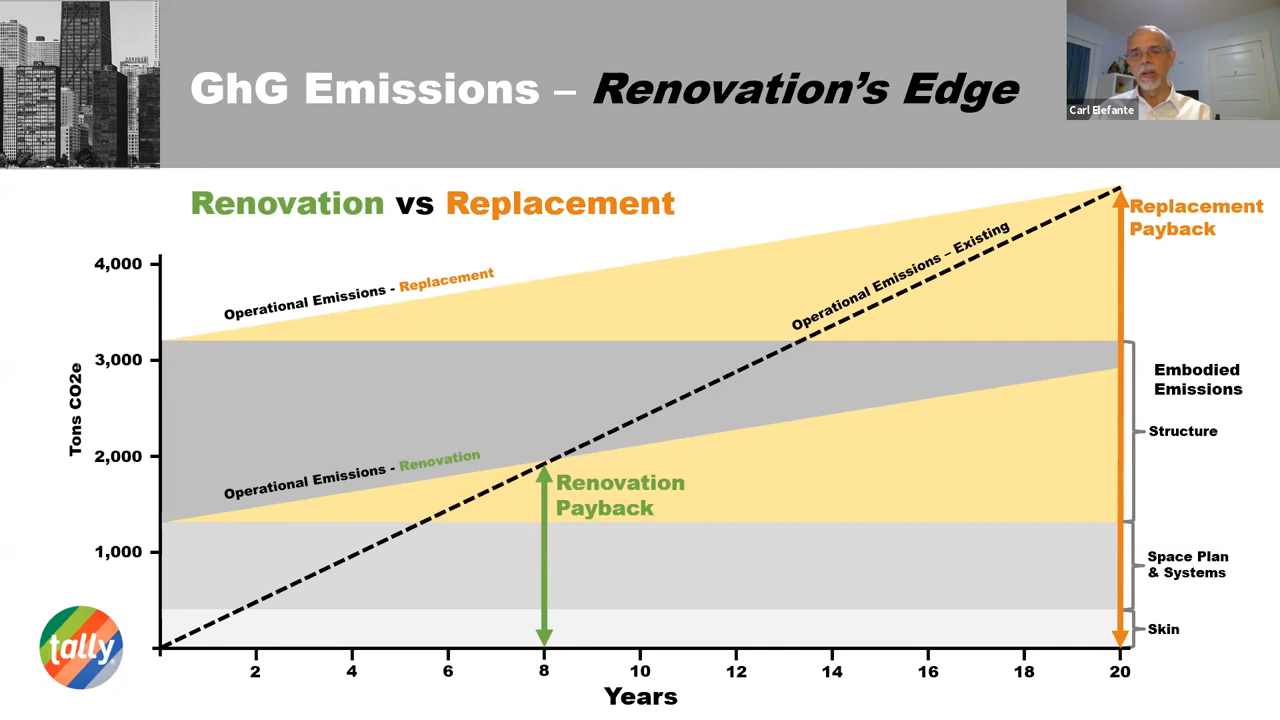 GhG Emissions – Renovation's Edge
Carl Elefante
Renovation vs Replacement
Replacement
Payback
Operational Emissions – Existing
4,000
Operational Emissions - Replacement
3,000
Embodied
Emissions
Tons CO2e
Structure
2,000
Operational Emissions - Renovation
Renovation
Payback
1,000
Space Plan
& Systems
Skin
tally
2 4 6 8 10 12 14 16 18 20
Years